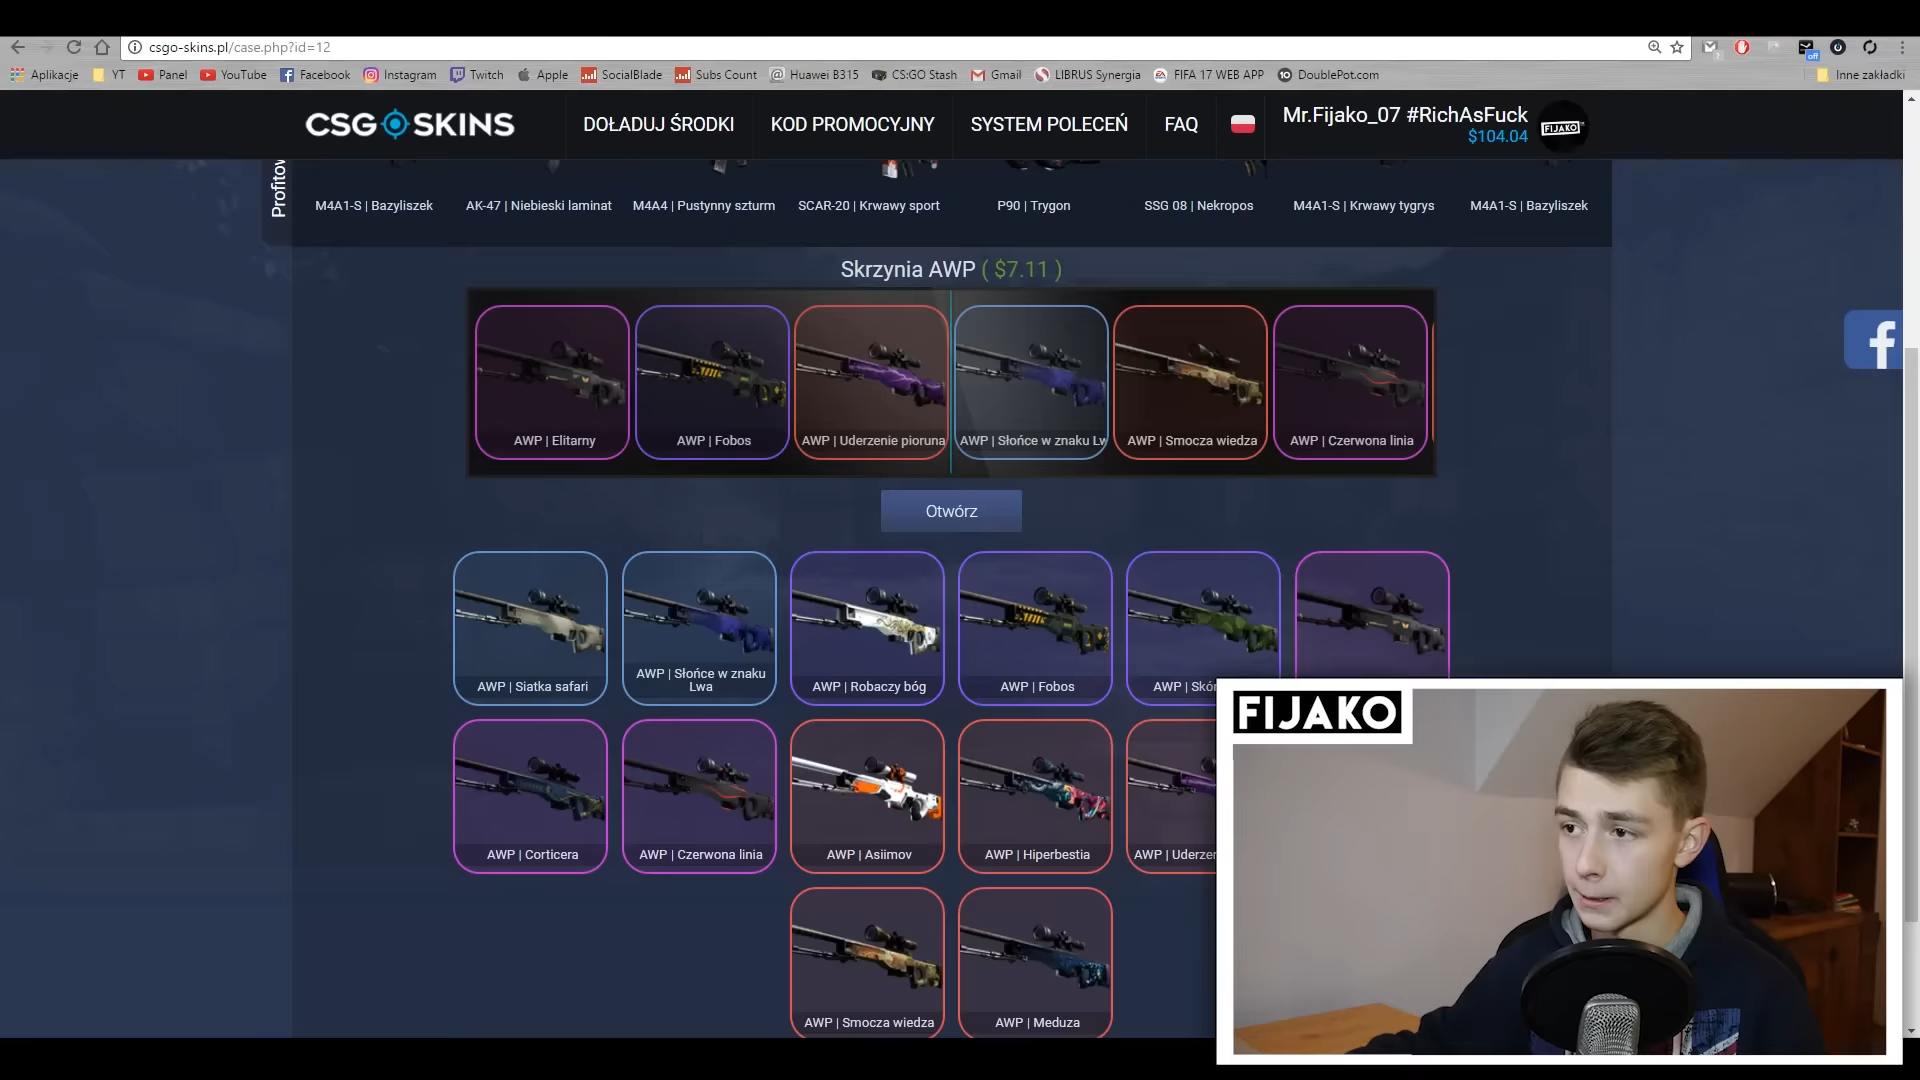 csgo-skins.pl/case.php?id=12
Aplikacje YT Panel YouTube Facebook Instagram Twitch Apple SocialBlade Subs Count Huawei B315 CS:GO Stash Gmail LIBRUS Synergia FIFA 17 WEB APP DoublePot.com Inne zakładki
CSG SKINS DOŁADUJ ŚRODKI KOD PROMOCYJNY SYSTEM POLECEŃ FAQ Mr.Fijako_07 #RichAsFuck
$104.04
FIJAKO
Profitow
M4A1-S | Bazyliszek AK-47 | Niebieski laminat M4A4 | Pustynny szturm SCAR-20 | Krwawy sport P90 | Trygon SSG 08 | Nekropos M4A1-S | Krwawy tygrys M4A1-S | Bazyliszek
Skrzynia AWP ( $7.11 )
AWP | Elitarny AWP | Fobos AWP | Uderzenie pioruna AWP | Słońce w znaku Lw AWP | Smocza wiedza AWP | Czerwona linia
Otwórz
AWP | Siatka safari AWP | Słońce w znaku Lwa AWP | Robaczy bóg AWP | Fobos AWP | Skór
FIJAKO
AWP | Corticera AWP | Czerwona linia AWP | Asiimov AWP | Hiperbestia AWP | Uderzen
AWP | Smocza wiedza AWP | Meduza